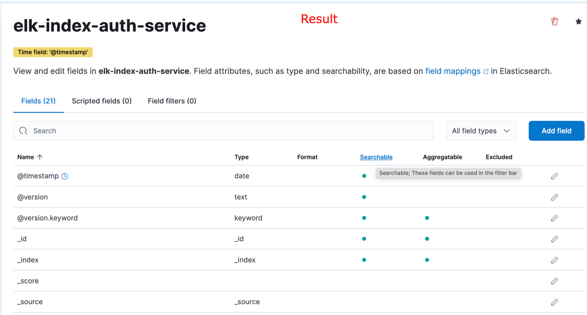 Result
elk-index-auth-service
Time field: '@timestamp'
View and edit fields in elk-index-auth-service. Field attributes, such as type and searchability, are based on field mappings in Elasticsearch.
Fields (21) Scripted fields (0) Field filters (0)
Search All field types Add field
Name Type Format Searchable Aggregatable Excluded
Searchable; These fields can be used in the filter bar
@timestamp date
@version text
@version.keyword keyword
_id _id
_index _index
_score
_source _source